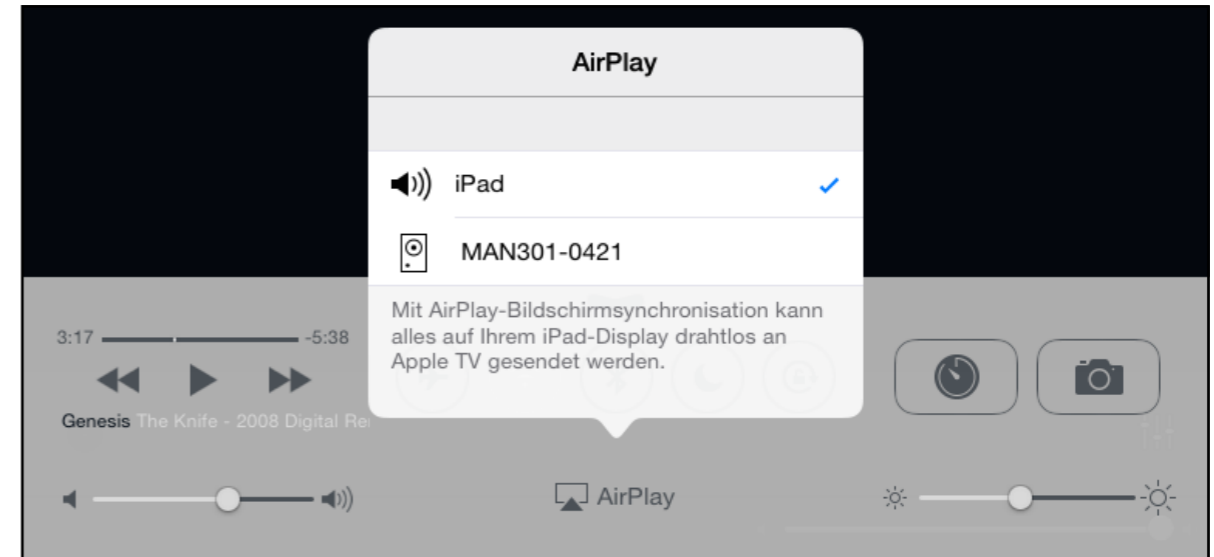 AirPlay
iPad
MAN301-0421
Mit AirPlay-Bildschirmsynchronisation kann
alles auf Ihrem iPad-Display drahtlos an
Apple TV gesendet werden.
3:17 -5:38
Genesis The Knife - 2008 Digital Re
AirPlay